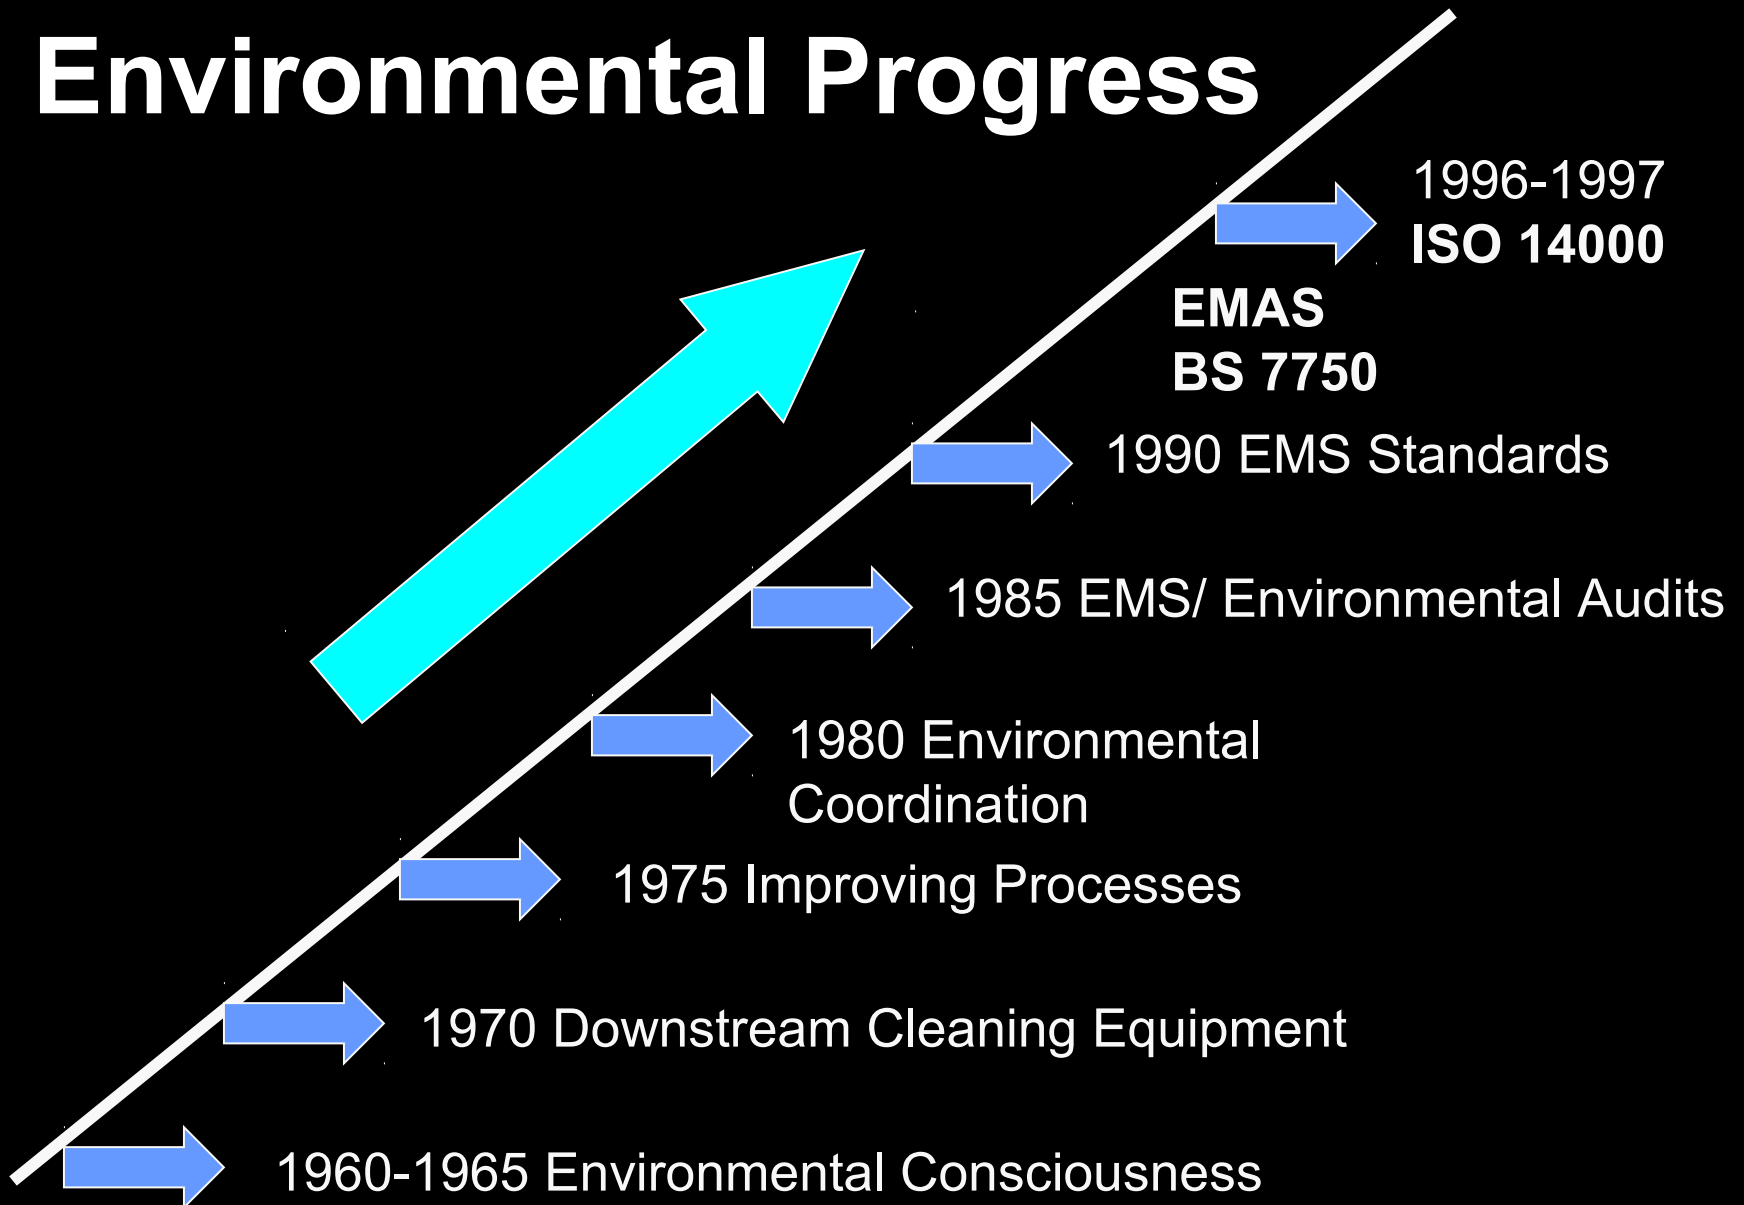 Environmental Progress
1996-1997
ISO 14000
EMAS
BS 7750
1990 EMS Standards
1985 EMS/ Environmental Audits
1980 Environmental
Coordination
1975 Improving Processes
1970 Downstream Cleaning Equipment
1960-1965 Environmental Consciousness